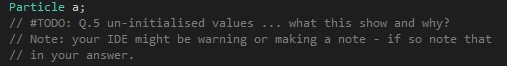 Particle a;
// #TODO: Q.5 un-initialised values ... what this show and why?
// Note: your IDE might be warning or making a note - if so note that
// in your answer.